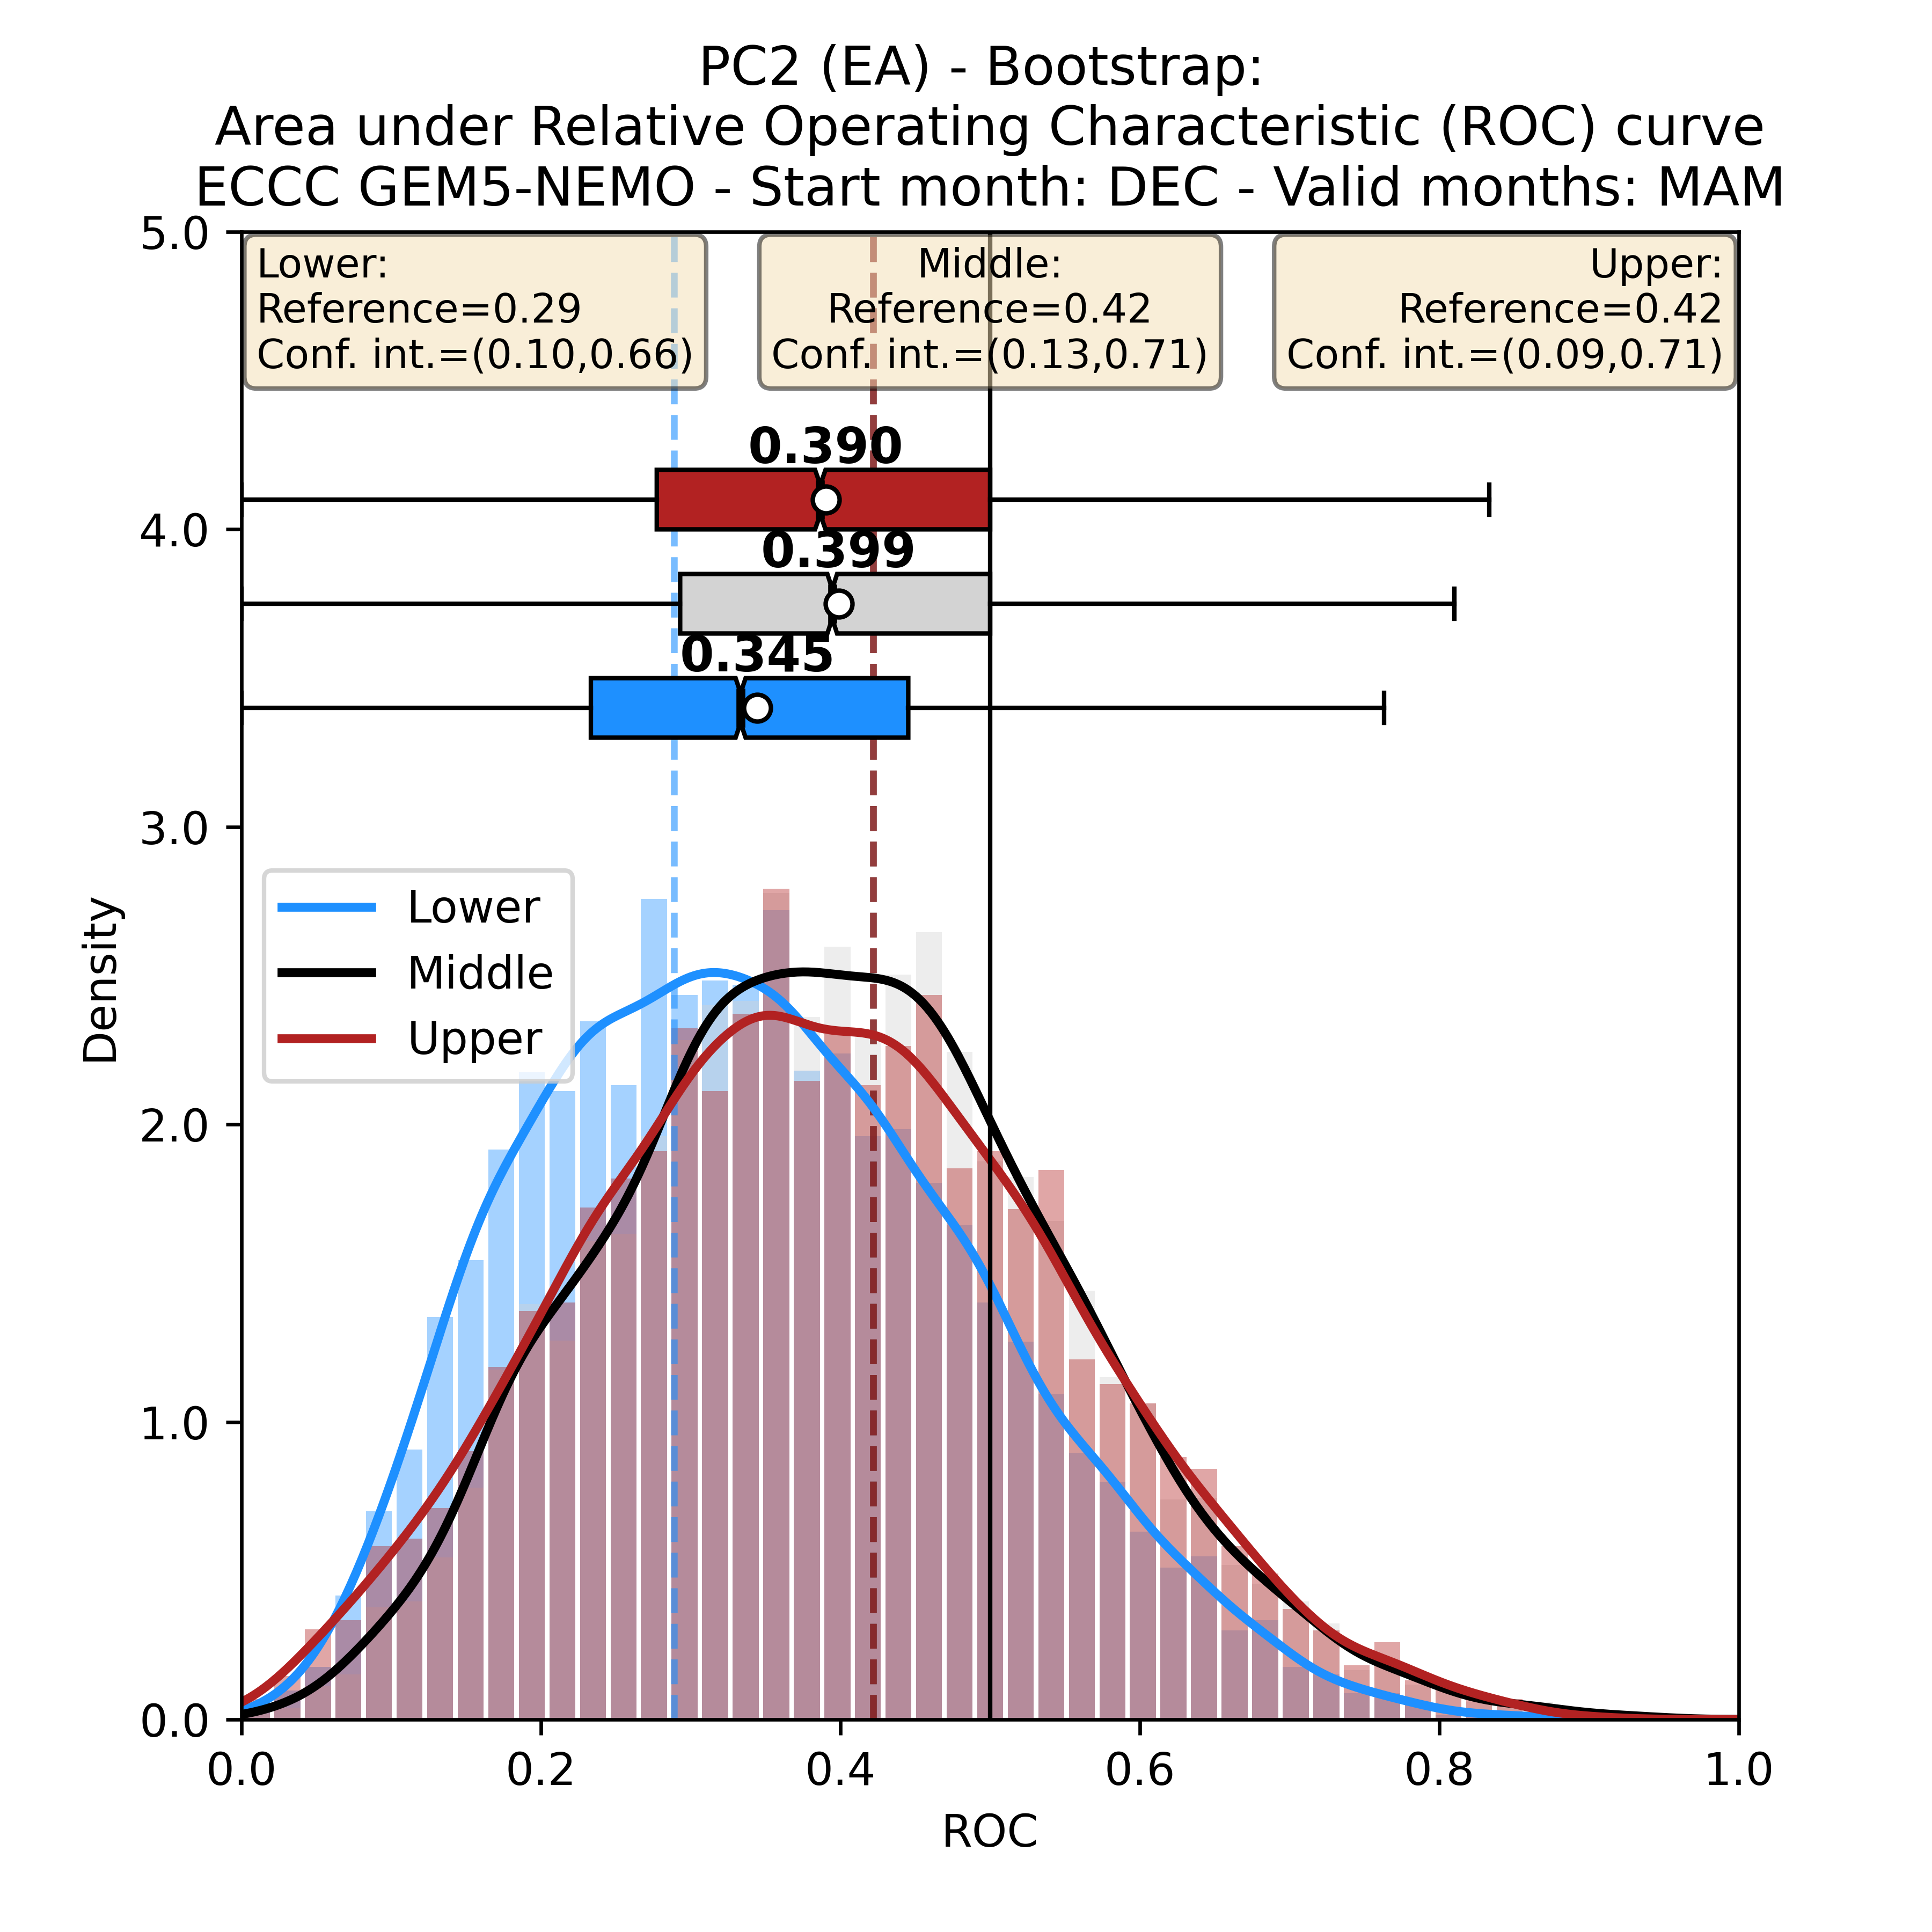 PC2 (EA) - Bootstrap:
Area under Relative Operating Characteristic (ROC) curve
ECCC GEM5-NEMO - Start month: DEC - Valid months: MAM
Lower:
Reference=0.29
Conf. int.=(0.10,0.66)
Middle:
Reference=0.42
Conf. int.=(0.13,0.71)
Upper:
Reference=0.42
Conf. int.=(0.09,0.71)
0.390
0.399
0.345
Lower
Middle
Upper
Density
5.0
4.0
3.0
2.0
1.0
0.0
0.0
0.2
0.4
0.6
0.8
1.0
ROC